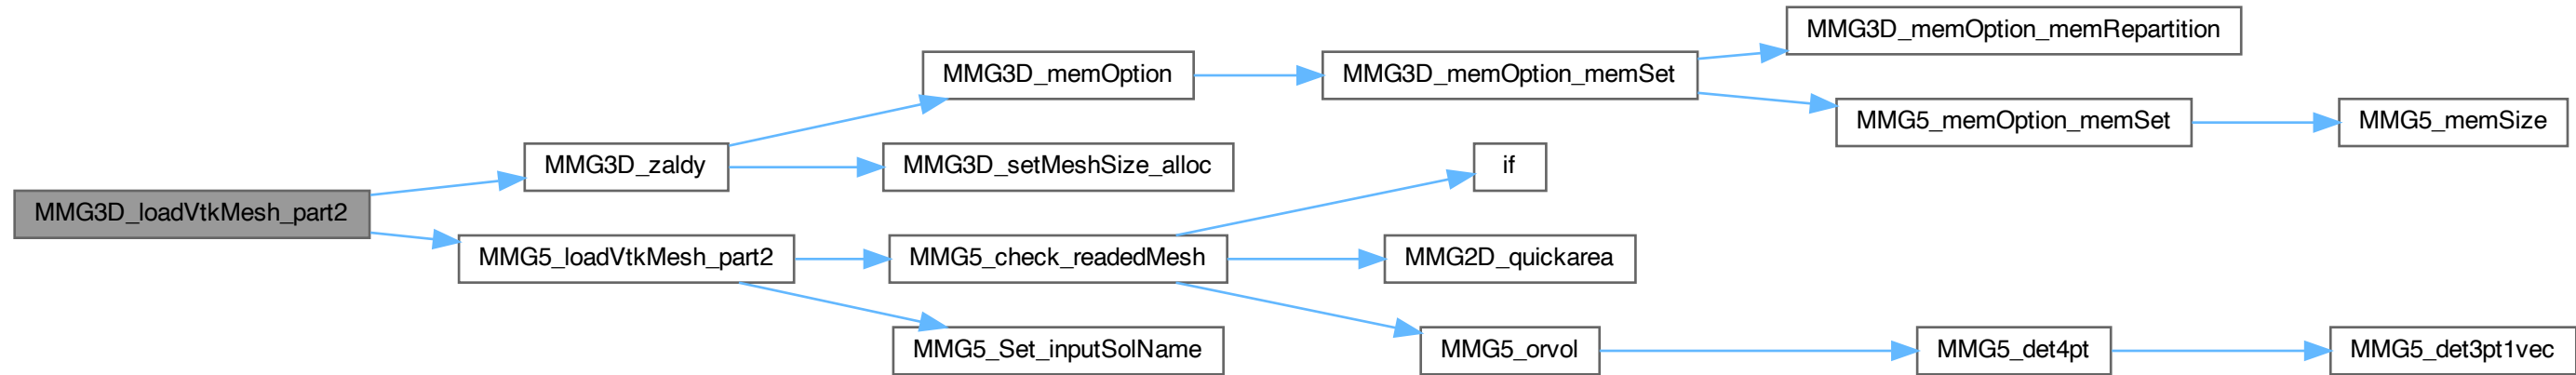 MMG3D_memOption_memRepartition
MMG3D_memOption
MMG3D_memOption_memSet
MMG5_memOption_memSet
MMG5_memSize
MMG3D_zaldy
MMG3D_setMeshSize_alloc
if
MMG3D_loadVtkMesh_part2
MMG5_loadVtkMesh_part2
MMG5_check_readedMesh
MMG2D_quickarea
MMG5_Set_inputSolName
MMG5_orvol
MMG5_det4pt
MMG5_det3pt1vec